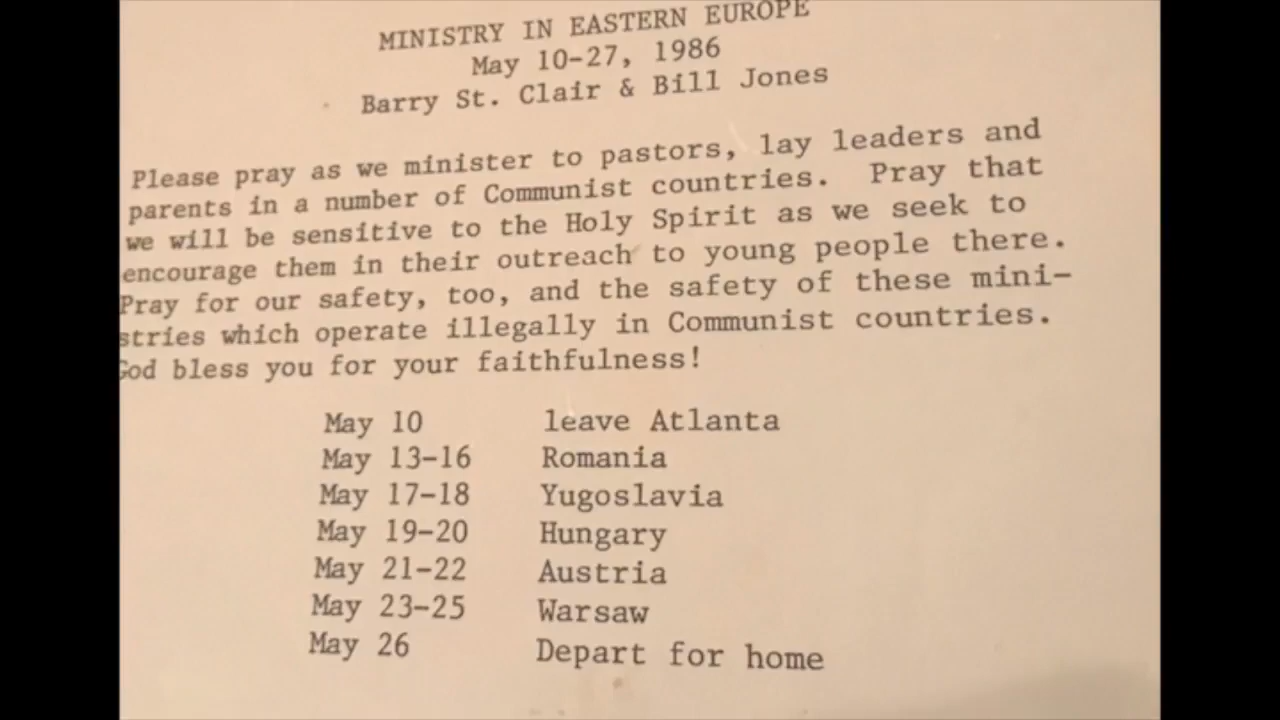 MINISTRY IN EASTERN EUROPE
May 10-27, 1986
Barry St. Clair & Bill Jones
Please pray as we minister to pastors, lay leaders and
parents in a number of Communist countries. Pray that
we will be sensitive to the Holy Spirit as we seek to
encourage them in their outreach to young people there.
Pray for our safety, too, and the safety of these mini-
stries which operate illegally in Communist countries.
God bless you for your faithfulness!
May 10 leave Atlanta
May 13-16 Romania
May 17-18 Yugoslavia
May 19-20 Hungary
May 21-22 Austria
May 23-25 Warsaw
May 26 Depart for home